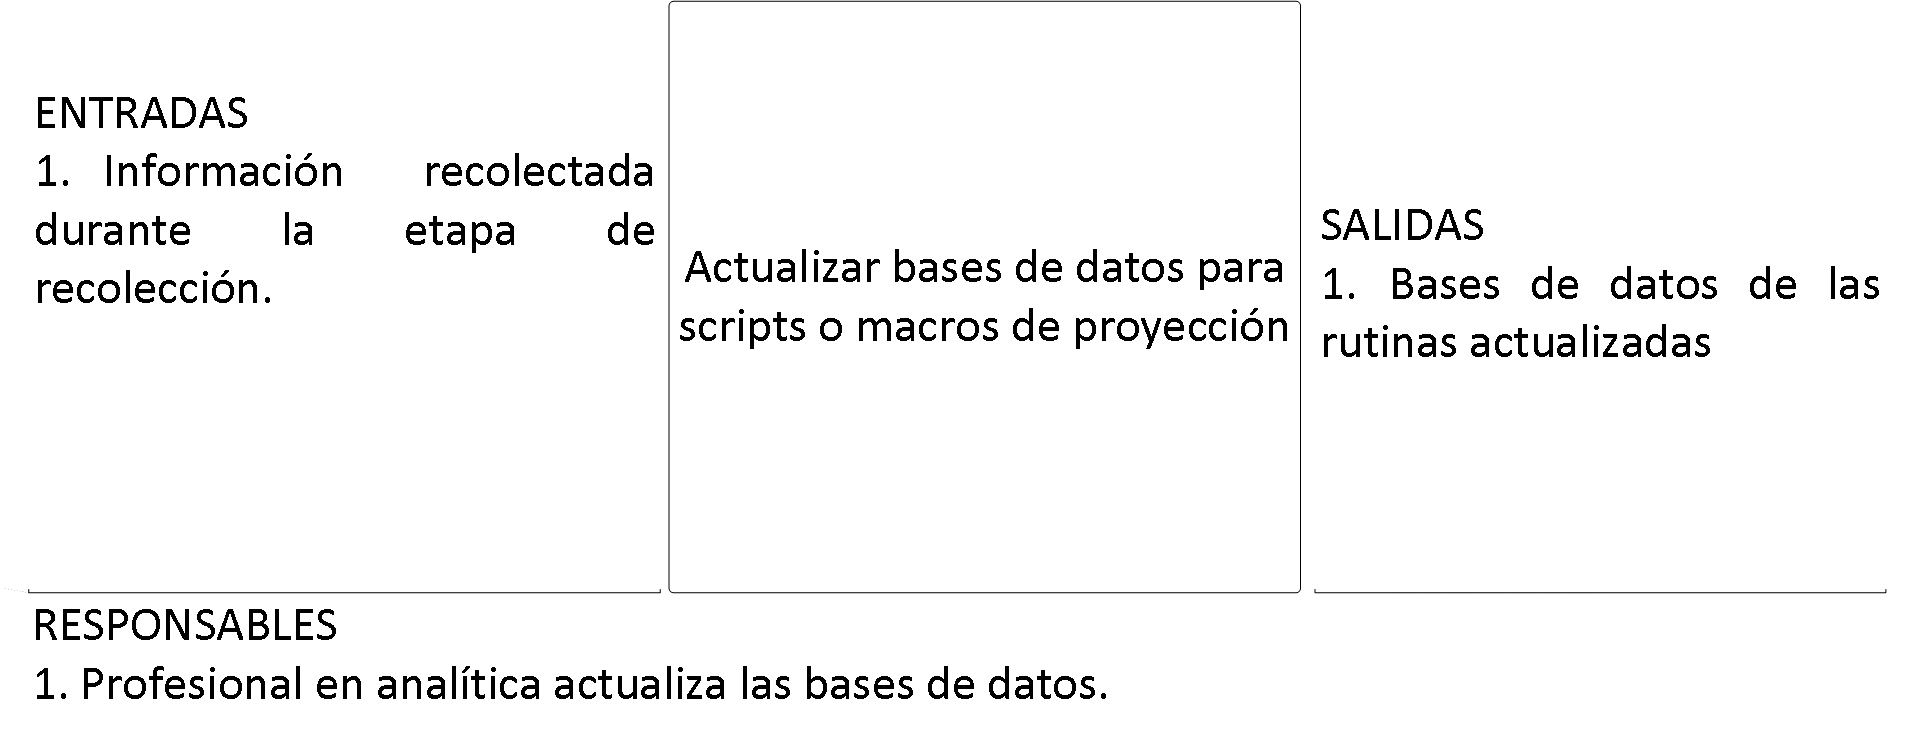 ENTRADAS
1. Información recolectada
durante la etapa de
recolección.
Actualizar bases de datos para
scripts o macros de proyección
SALIDAS
1. Bases de datos de las
rutinas actualizadas
RESPONSABLES
1. Profesional en analítica actualiza las bases de datos.